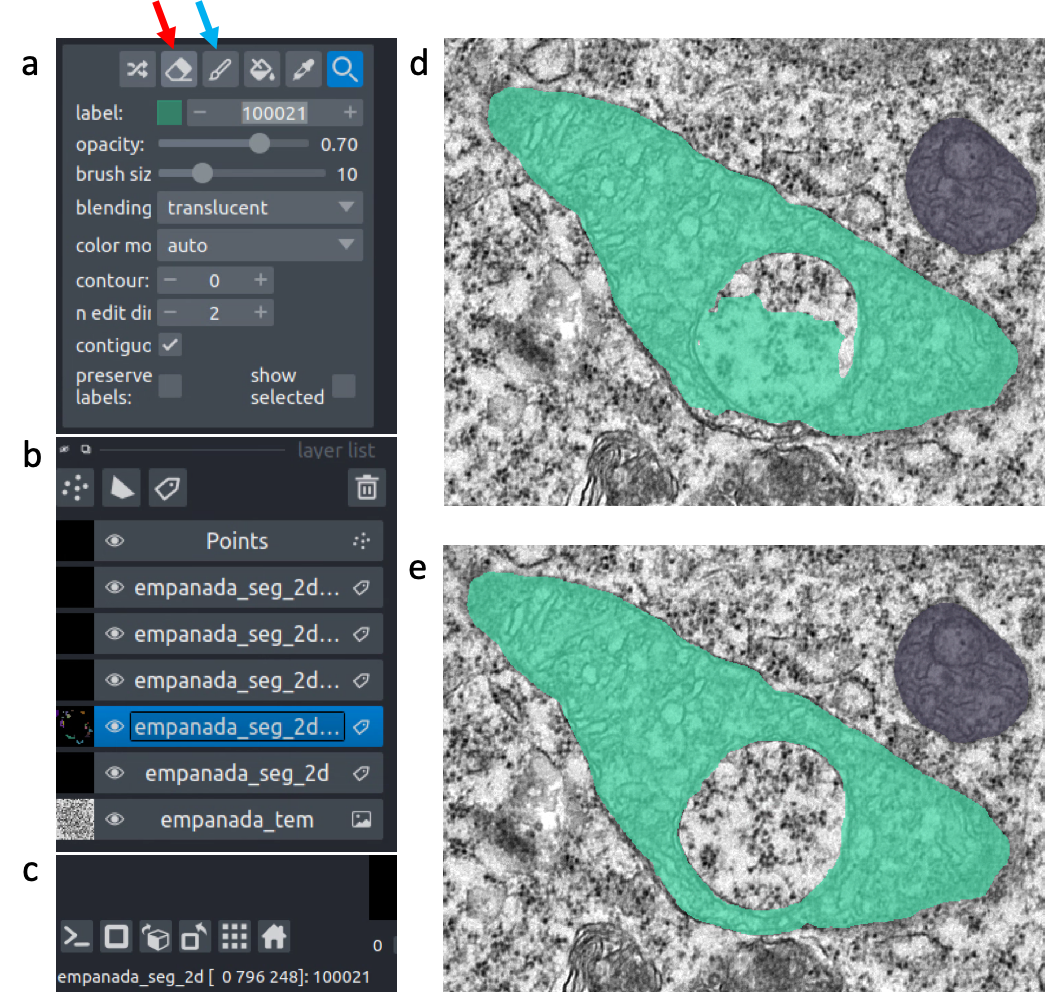 a
label:
100021
opacity:
0.70
brush siz
10
blending
translucent
color mo
auto
contour:
0
n edit dir
2
contiguc
preserve
labels:
show
selected
b
layer list
Points
empanada_seg_2d...
empanada_seg_2d...
empanada_seg_2d...
empanada_seg_2d...
empanada_seg_2d
empanada_tem
c
0
empanada_seg_2d [ 0 796 248]: 100021
d
e